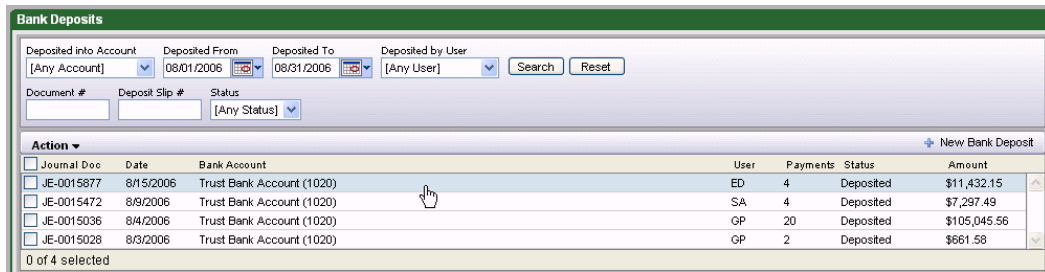 Bank Deposits
Deposited into Account Deposited From Deposited To Deposited by User
[Any Account] 08/01/2006 08/31/2006 [Any User] Search Reset
Document # Deposit Slip # Status
[Any Status]
Action New Bank Deposit
Journal Doc Date Bank Account User Payments Status Amount
JE-0015877 8/15/2006 Trust Bank Account (1020) ED 4 Deposited $11,432.15
JE-0015472 8/9/2006 Trust Bank Account (1020) SA 4 Deposited $7,297.49
JE-0015036 8/4/2006 Trust Bank Account (1020) GP 20 Deposited $105,045.56
JE-0015028 8/3/2006 Trust Bank Account (1020) GP 2 Deposited $661.58
0 of 4 selected